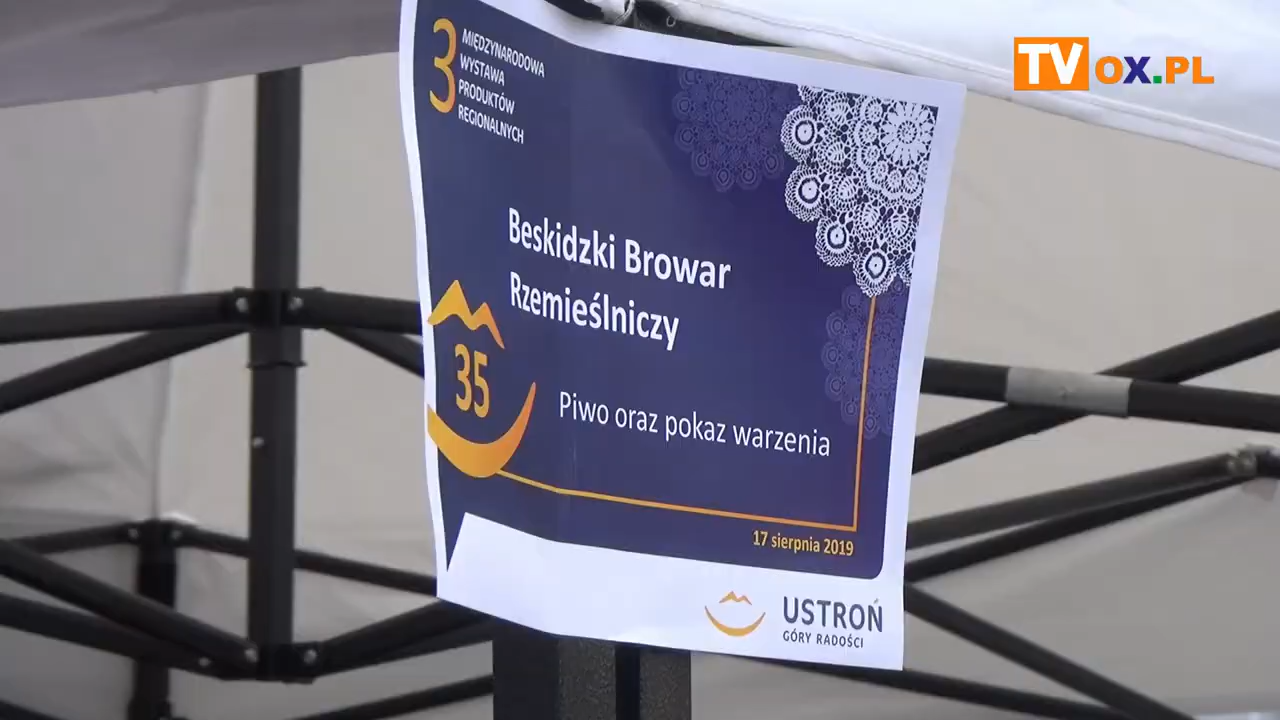 TVOX.PL
3 MIĘDZYNARODOWA
WYSTAWA
PRODUKTÓW
REGIONALNYCH
Beskidzki Browar
Rzemieślniczy
35
Piwo oraz pokaz warzenia
17 sierpnia 2019
USTROŃ
GÓRY RADOŚCI